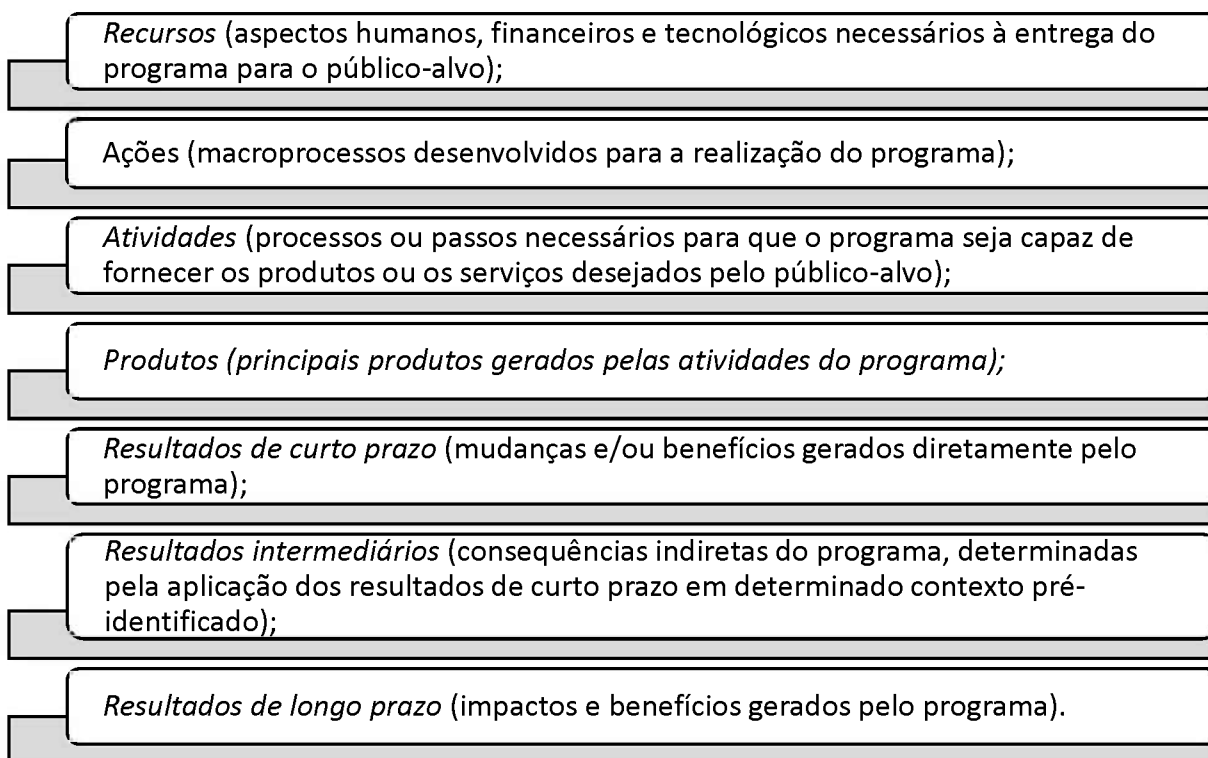 Recursos (aspectos humanos, financeiros e tecnológicos necessários à entrega do
programa para o público-alvo);
Ações (macroprocessos desenvolvidos para a realização do programa);
Atividades (processos ou passos necessários para que o programa seja capaz de
fornecer os produtos ou os serviços desejados pelo público-alvo);
Produtos (principais produtos gerados pelas atividades do programa);
Resultados de curto prazo (mudanças e/ou benefícios gerados diretamente pelo
programa);
Resultados intermediários (consequências indiretas do programa, determinadas
pela aplicação dos resultados de curto prazo em determinado contexto pré-
identificado);
Resultados de longo prazo (impactos e benefícios gerados pelo programa).